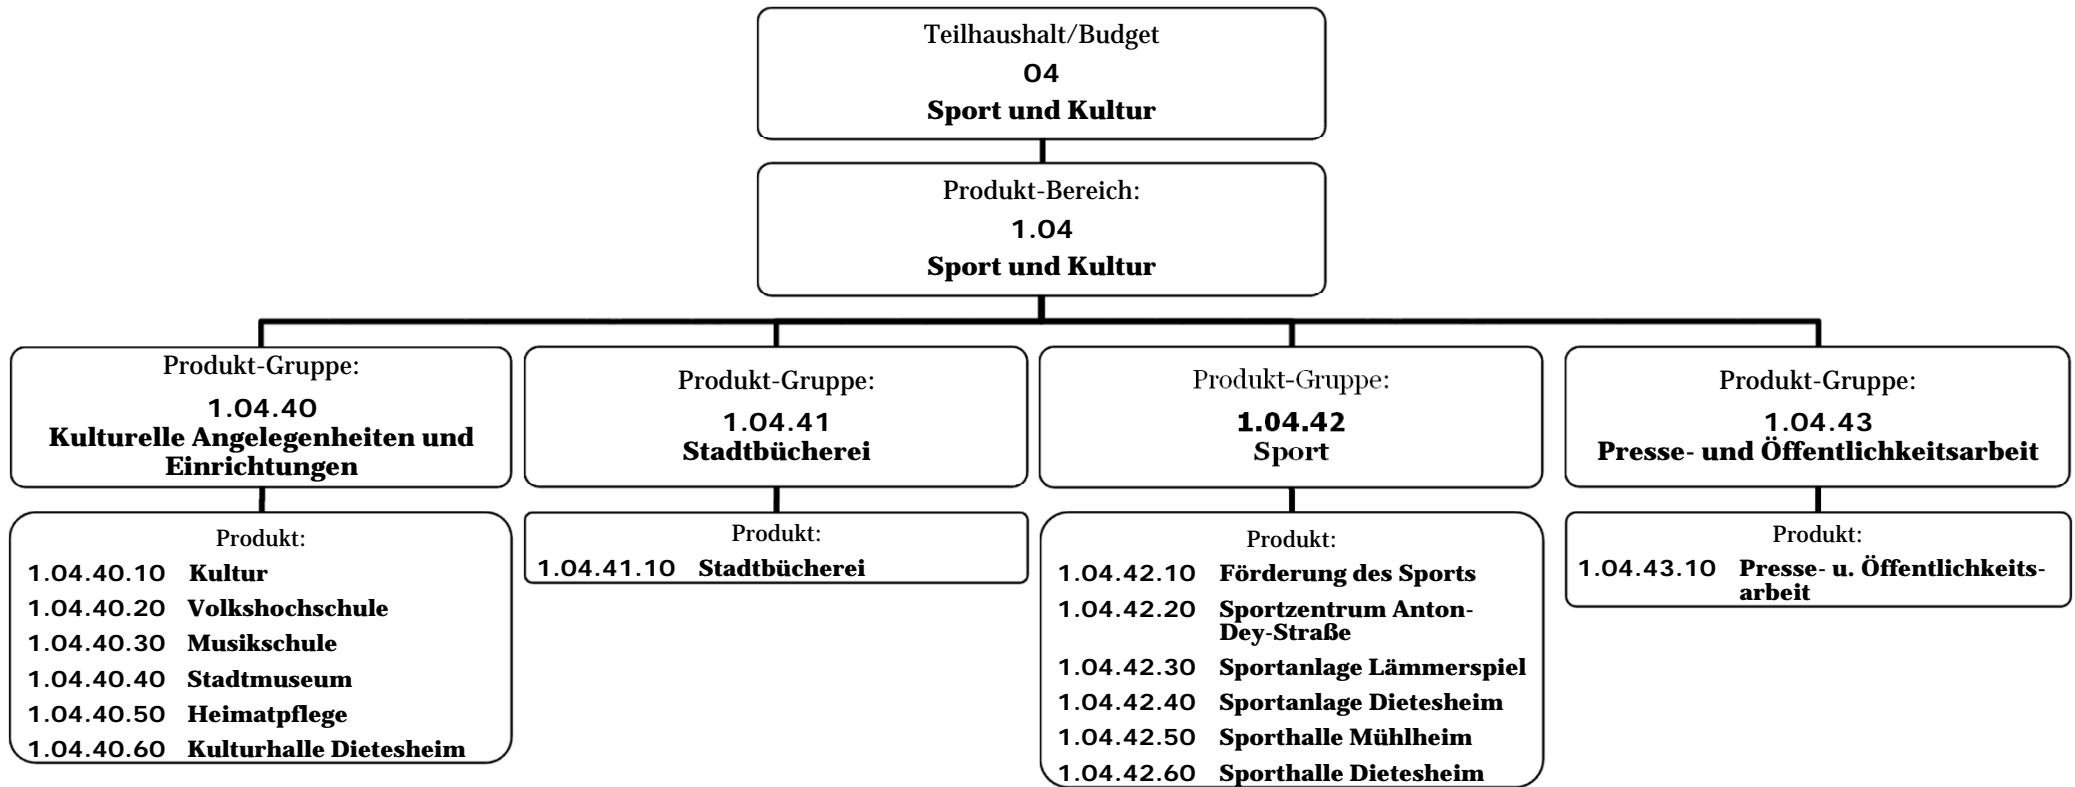 Teilhaushalt/Budget
04
Sport und Kultur
Produkt-Bereich:
1.04
Sport und Kultur
Produkt-Gruppe:
1.04.40
Kulturelle Angelegenheiten und
Einrichtungen
Produkt-Gruppe:
1.04.41
Stadtbücherei
Produkt-Gruppe:
1.04.42
Sport
Produkt-Gruppe:
1.04.43
Presse- und Öffentlichkeitsarbeit
Produkt:
1.04.40.10 Kultur
1.04.40.20 Volkshochschule
1.04.40.30 Musikschule
1.04.40.40 Stadtmuseum
1.04.40.50 Heimatpflege
1.04.40.60 Kulturhalle Dietesheim
Produkt:
1.04.41.10 Stadtbücherei
Produkt:
1.04.42.10 Förderung des Sports
1.04.42.20 Sportzentrum Anton-
Dey-Straße
1.04.42.30 Sportanlage Lämmerspiel
1.04.42.40 Sportanlage Dietesheim
1.04.42.50 Sporthalle Mühlheim
1.04.42.60 Sporthalle Dietesheim
Produkt:
1.04.43.10 Presse- u. Öffentlichkeits-
arbeit